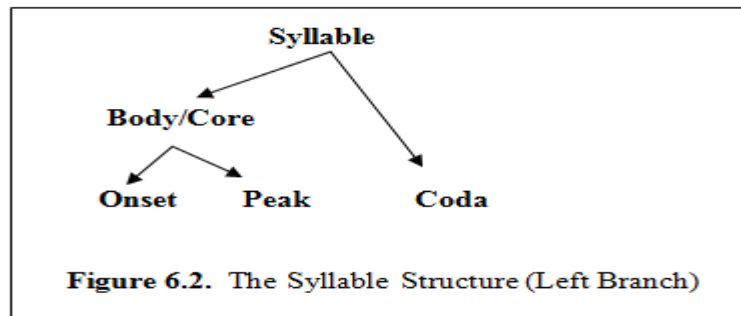 Syllable
Body/Core
Onset Peak Coda
Figure 6.2. The Syllable Structure (Left Branch)